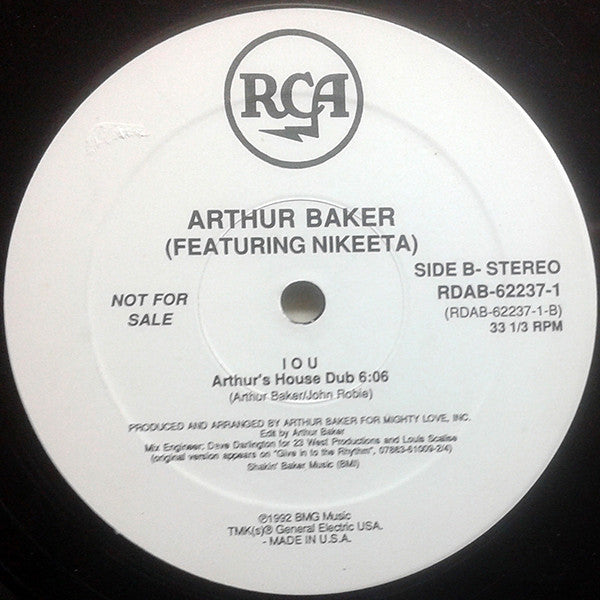 RCA
ARTHUR BAKER
(FEATURING NIKEETA)
SIDE B- STEREO
RDAB-62237-1
(RDAB-62237-1-B)
33 1/3 RPM
NOT FOR
SALE
I O U
Arthur's House Dub 6:06
(Arthur Baker/John Robie)
PRODUCED AND ARRANGED BY ARTHUR BAKER FOR MIGHTY LOVE, INC.
Edit by Arthur Baker
Mix Engineer: Dave Darlington for 23 West Productions and Louis Scalise
(original version appears on "Give in to the Rhythm", 07863-61009-2/4)
Shakin' Baker Music (BMI)
℗1992 BMG Music
TMK(s)® General Electric USA.
- MADE IN U.S.A.